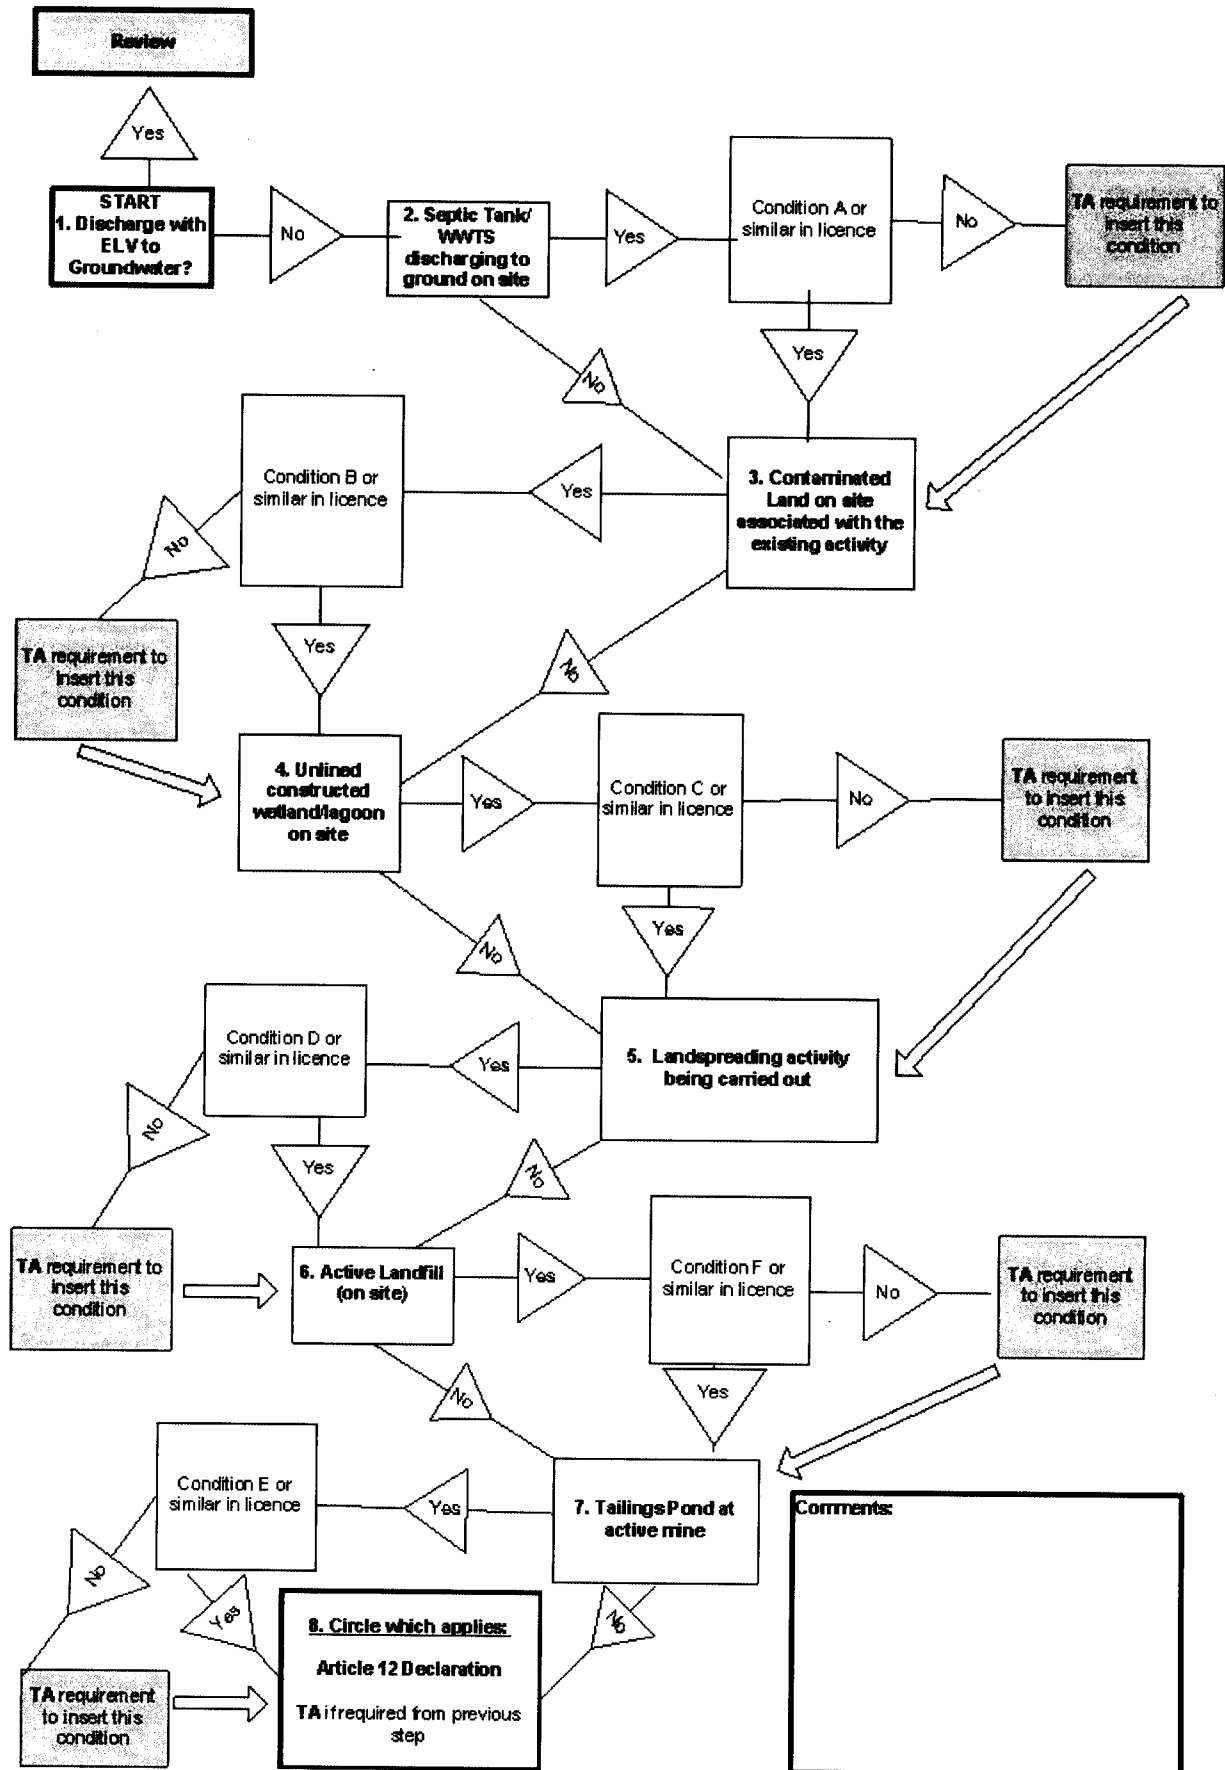 Review
Yes
START
1. Discharge with
ELV to
Groundwater?
No
2. Septic Tank/
WWTS
discharging to
ground on site
Yes
Condition A or
similar in licence
No
TA requirement to
insert this
condition
Yes
No
3. Contaminated
Land on site
associated with the
existing activity
Yes
Condition B or
similar in licence
No
TA requirement to
insert this
condition
Yes
No
4. Unlined
constructed
wetland/lagoon
on site
Yes
Condition C or
similar in licence
No
TA requirement
to insert this
condition
Yes
No
5. Landspreading activity
being carried out
Yes
Condition D or
similar in licence
No
TA requirement to
insert this
condition
Yes
No
6. Active Landfill
(on site)
Yes
Condition F or
similar in licence
No
TA requirement
to insert this
condition
Yes
No
7. Tailings Pond at
active mine
Yes
Condition E or
similar in licence
No
TA requirement
to insert this
condition
Yes
No
8. Circle which applies:
Article 12 Declaration
TA if required from previous
step
Comments: